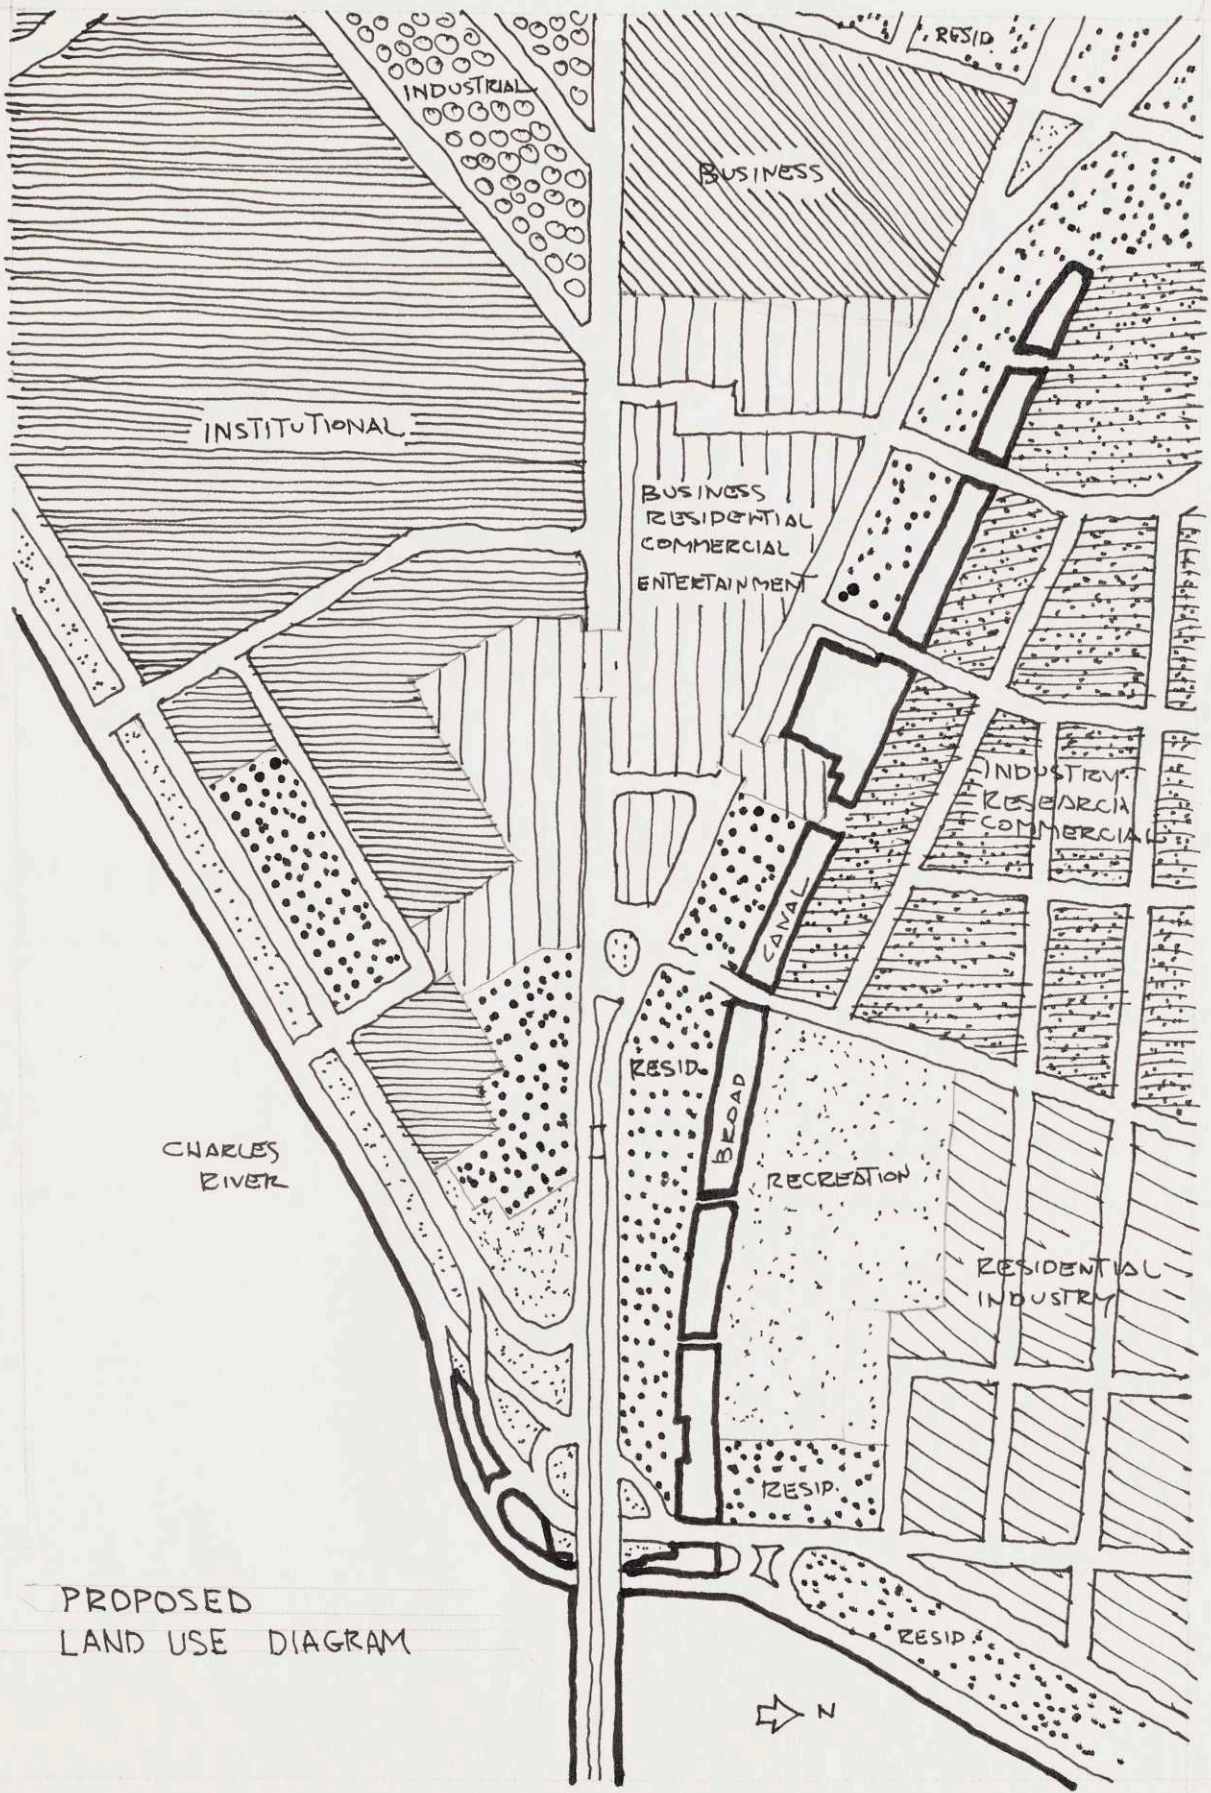 RESID
INDUSTRIAL
BUSINESS
INSTITUTIONAL
BUSINESS
RESIDENTIAL
COMMERCIAL
ENTERTAINMENT
INDUSTRY
RESEARCH
COMMERCIAL
CANAL
BROAD
RESID.
RECREATION
CHARLES
RIVER
RESIDENTIAL
INDUSTRY
RESID.
PROPOSED
LAND USE DIAGRAM
RESID.
N